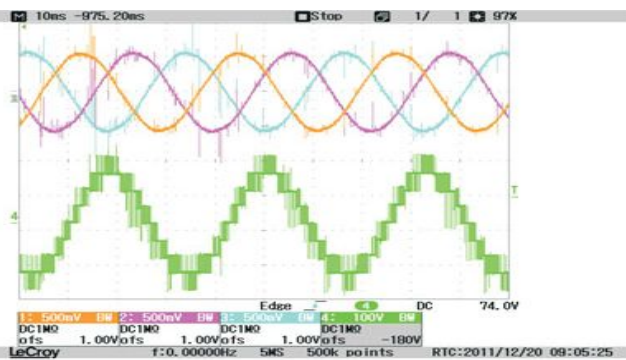 M 10ms -975.20ms Stop 1/ 1 97%
3
4
T
Edge 4 DC 74.0V
1: 500mV BW 2: 500mV BW 3: 500mV BW 4: 100V BW
DC1MΩ DC1MΩ DC1MΩ DC1MΩ
ofs 1.00V ofs 1.00V ofs 1.00V ofs -180V
LeCroy f:0.00000Hz 5MS 500k points RTC:2011/12/20 09:05:25